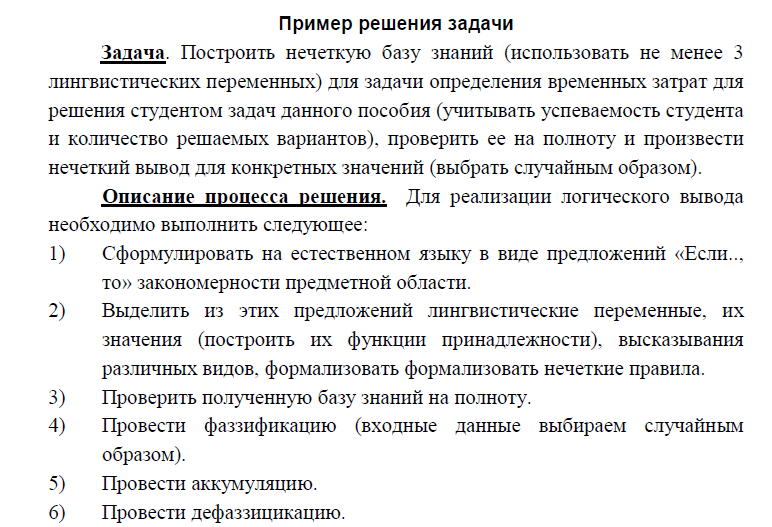 Пример решения задачи
Задача. Построить нечеткую базу знаний (использовать не менее 3
лингвистических переменных) для задачи определения временных затрат для
решения студентом задач данного пособия (учитывать успеваемость студента
и количество решаемых вариантов), проверить ее на полноту и произвести
нечеткий вывод для конкретных значений (выбрать случайным образом).
Описание процесса решения. Для реализации логического вывода
необходимо выполнить следующее:
1) Сформулировать на естественном языке в виде предложений «Если..,
то» закономерности предметной области.
2) Выделить из этих предложений лингвистические переменные, их
значения (построить их функции принадлежности), высказывания
различных видов, формализовать формализовать нечеткие правила.
3) Проверить полученную базу знаний на полноту.
4) Провести фаззификацию (входные данные выбираем случайным
образом).
5) Провести аккумуляцию.
6) Провести дефаззицикацию.